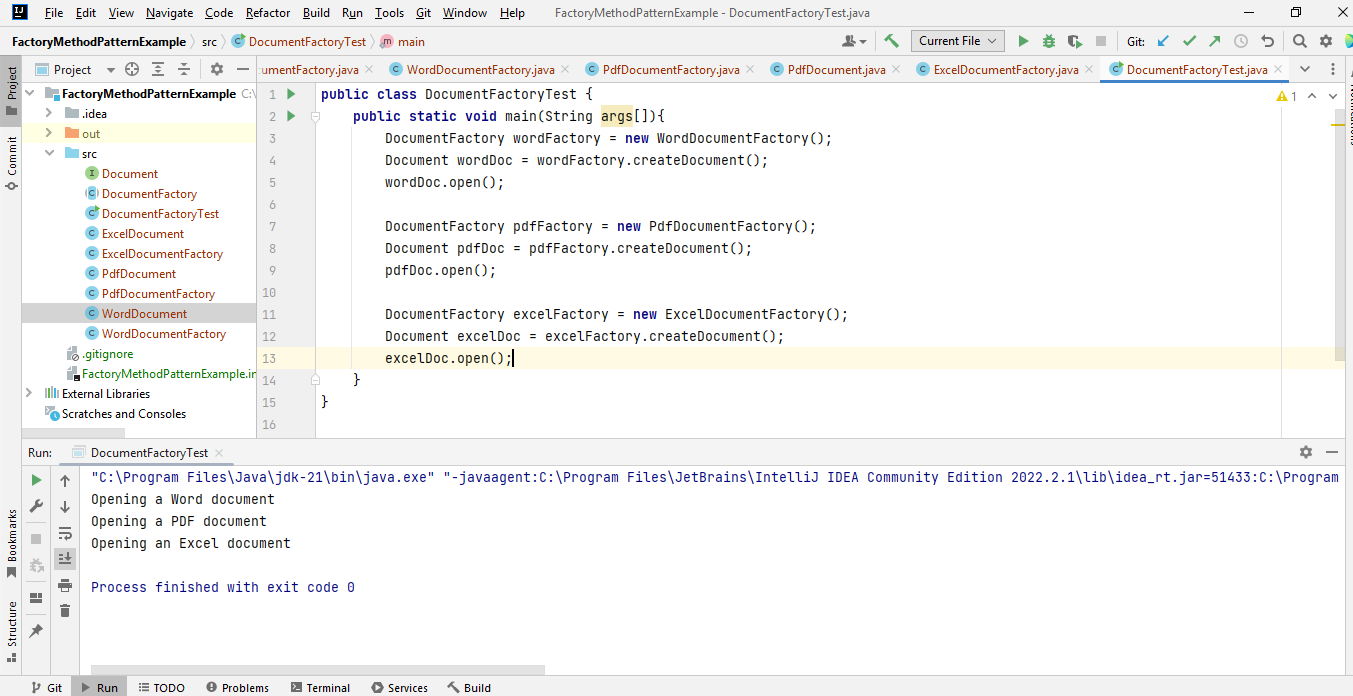 File Edit View Navigate Code Refactor Build Run Tools Git Window Help FactoryMethodPatternExample - DocumentFactoryTest.java
FactoryMethodPatternExample src DocumentFactoryTest main Current File Git:
Project
Project umentFactory.java WordDocumentFactory.java PdfDocumentFactory.java PdfDocument.java ExcelDocumentFactory.java DocumentFactoryTest.java
Commit
FactoryMethodPatternExample C:\
.idea
out
src
Document
DocumentFactory
DocumentFactoryTest
ExcelDocument
ExcelDocumentFactory
PdfDocument
PdfDocumentFactory
WordDocument
WordDocumentFactory
.gitignore
FactoryMethodPatternExample.in
External Libraries
Scratches and Consoles
1 public class DocumentFactoryTest {
2 public static void main(String args[]){
3 DocumentFactory wordFactory = new WordDocumentFactory();
4 Document wordDoc = wordFactory.createDocument();
5 wordDoc.open();
6
7 DocumentFactory pdfFactory = new PdfDocumentFactory();
8 Document pdfDoc = pdfFactory.createDocument();
9 pdfDoc.open();
10
11 DocumentFactory excelFactory = new ExcelDocumentFactory();
12 Document excelDoc = excelFactory.createDocument();
13 excelDoc.open();
14 }
15 }
16
1
Run: DocumentFactoryTest
"C:\Program Files\Java\jdk-21\bin\java.exe" "-javaagent:C:\Program Files\JetBrains\IntelliJ IDEA Community Edition 2022.2.1\lib\idea_rt.jar=51433:C:\Program
Opening a Word document
Opening a PDF document
Opening an Excel document
Process finished with exit code 0
Bookmarks
Structure
Git Run TODO Problems Terminal Services Build